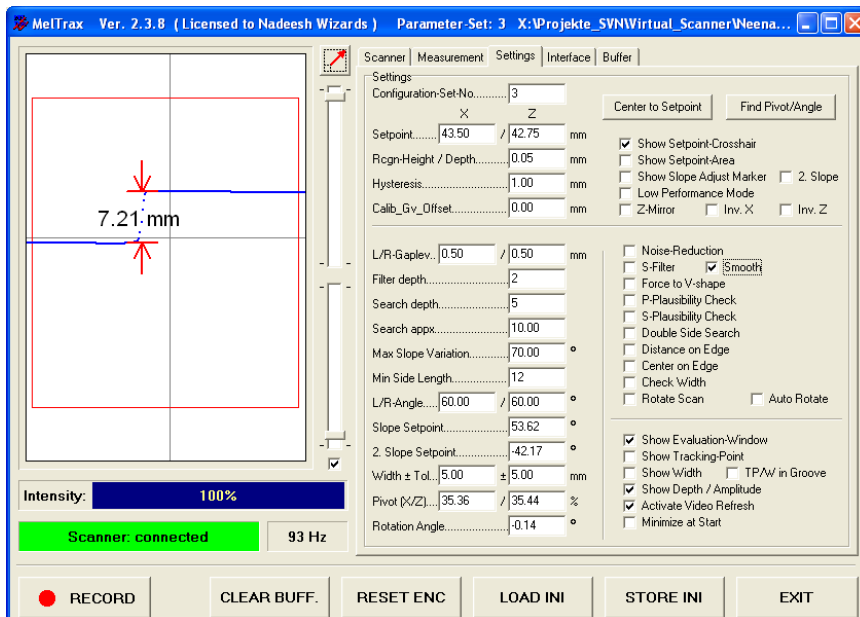 MelTrax Ver. 2.3.8 ( Licensed to Nadeesh Wizards ) Parameter-Set: 3 X:\Projekte_SVN\Virtual_Scanner\Neena...
Scanner Measurement Settings Interface Buffer
Settings
Configuration-Set-No.......... 3
X Z
Setpoint........ 43.50 / 42.75 mm
Rcgn-Height / Depth......... 0.05 mm
Hysteresis..................... 1.00 mm
Calib_Gv_Offset.............. 0.00 mm
Center to Setpoint Find Pivot/Angle
Show Setpoint-Crosshair
Show Setpoint-Area
Show Slope Adjust Marker 2. Slope
Low Performance Mode
Z-Mirror Inv. X Inv. Z
7.21 mm
L/R-Gaplev.. 0.50 / 0.50 mm
Filter depth..................... 2
Search depth.................. 5
Search appx................... 10.00
Max Slope Variation.......... 70.00 °
Min Side Length............... 12
L/R-Angle.... 60.00 / 60.00 °
Slope Setpoint................ 53.62 °
2. Slope Setpoint............. -42.17 °
Width ± Tol... 5.00 ± 5.00 mm
Pivot (X/Z).... 35.36 / 35.44 %
Rotation Angle................ -0.14 °
Noise-Reduction
S-Filter Smooth
Force to V-shape
P-Plausibility Check
S-Plausibility Check
Double Side Search
Distance on Edge
Center on Edge
Check Width
Rotate Scan Auto Rotate
Show Evaluation-Window
Show Tracking-Point
Show Width TP/W in Groove
Show Depth / Amplitude
Activate Video Refresh
Minimize at Start
Intensity: 100%
Scanner: connected 93 Hz
RECORD CLEAR BUFF. RESET ENC LOAD INI STORE INI EXIT